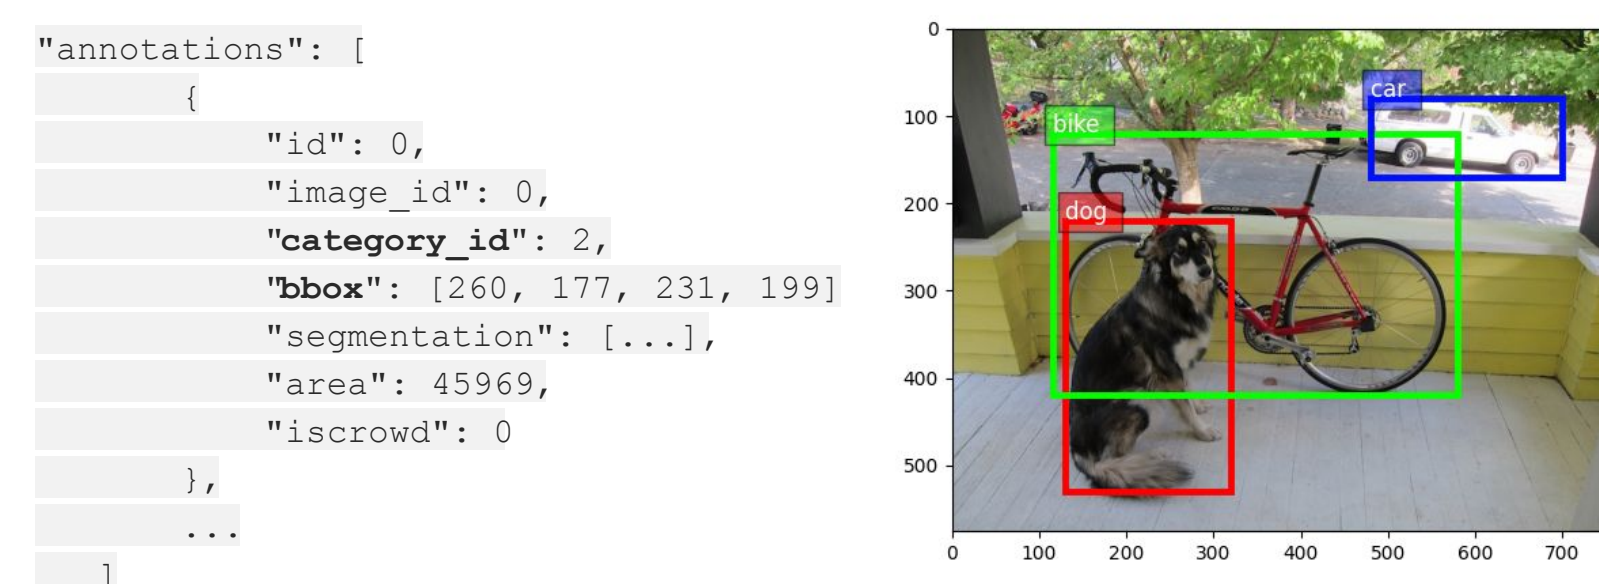 "annotations": [
{
"id": 0,
"image_id": 0,
"category_id": 2,
"bbox": [260, 177, 231, 199]
"segmentation": [...],
"area": 45969,
"iscrowd": 0
},
...
]
0
100
200
300
400
500
car
bike
dog
0 100 200 300 400 500 600 700